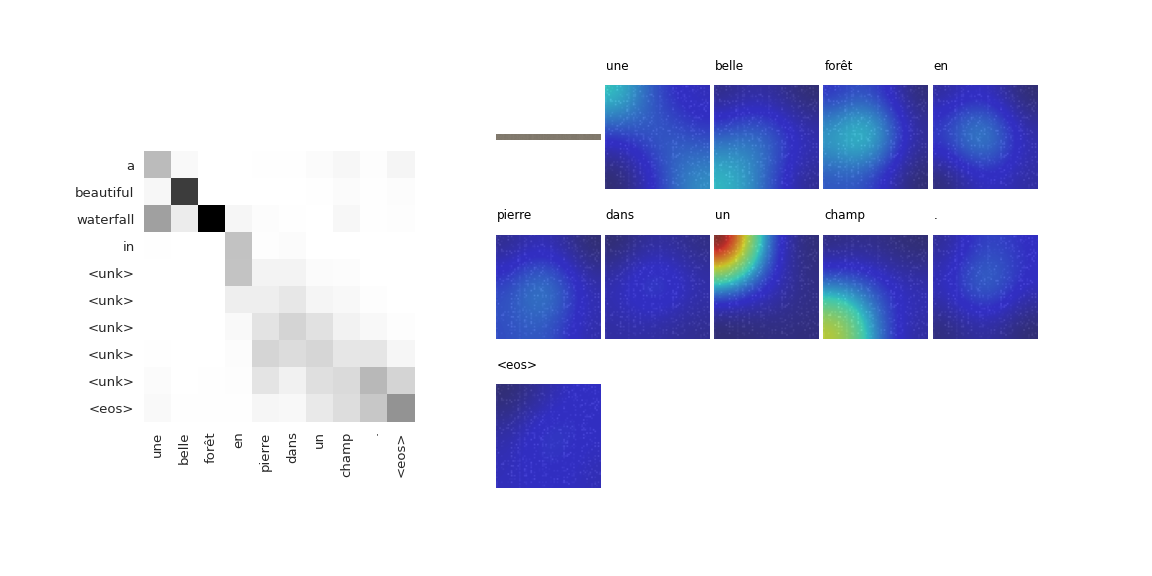 a
beautiful
waterfall
in
<unk>
<unk>
<unk>
<unk>
<unk>
<eos>
une
belle
forêt
en
pierre
dans
un
champ
.
<eos>
une
belle
forêt
en
pierre
dans
un
champ
.
<eos>